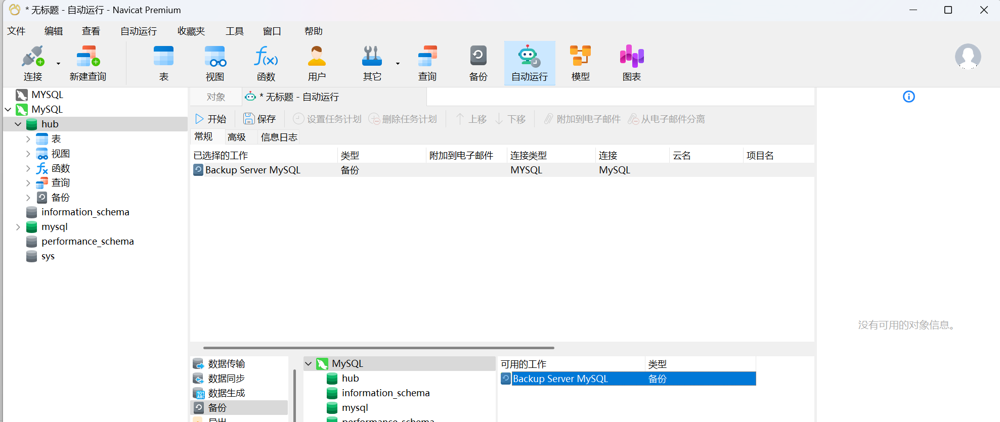 * 无标题 - 自动运行 - Navicat Premium
文件 编辑 查看 自动运行 收藏夹 工具 窗口 帮助
连接 新建查询 表 视图 函数 用户 其它 查询 备份 自动运行 模型 图表
MYSQL
MySQL
hub
表
视图
函数
查询
备份
information_schema
mysql
performance_schema
sys
对象 * 无标题 - 自动运行
开始 保存 设置任务计划 删除任务计划 上移 下移 附加到电子邮件 从电子邮件分离
常规 高级 信息日志
已选择的工作 类型 附加到电子邮件 连接类型 连接 云名 项目名
Backup Server MySQL 备份 MYSQL MySQL
数据传输
数据同步
数据生成
备份
导出
MySQL
hub
information_schema
mysql
performance_schema
可用的工作 类型
Backup Server MySQL 备份
没有可用的对象信息。